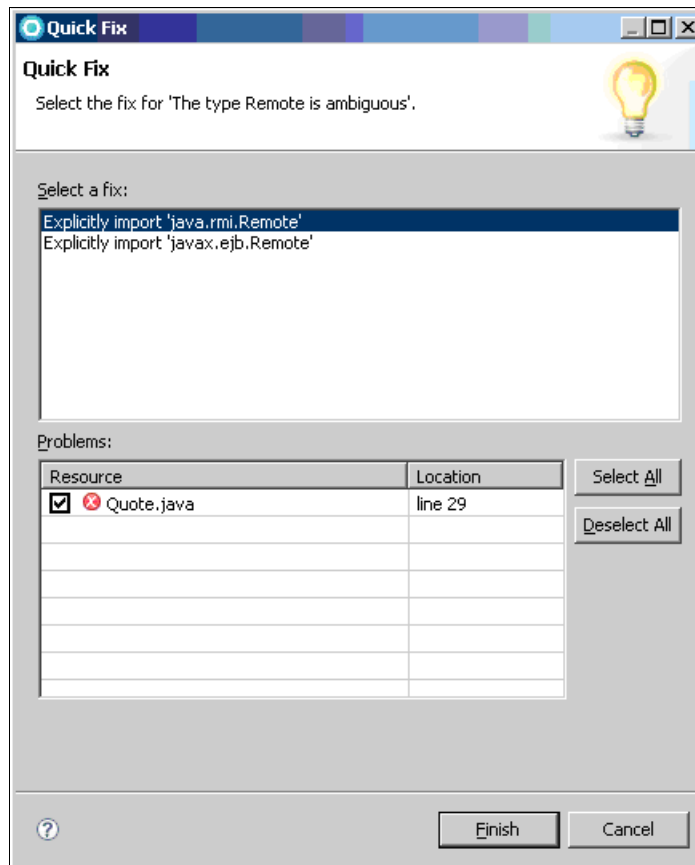 Quick Fix
Quick Fix
Select the fix for 'The type Remote is ambiguous'.
Select a fix:
Explicitly import 'java.rmi.Remote'
Explicitly import 'javax.ejb.Remote'
Problems:
Resource Location
Quote.java line 29
Select All
Deselect All
? Finish Cancel